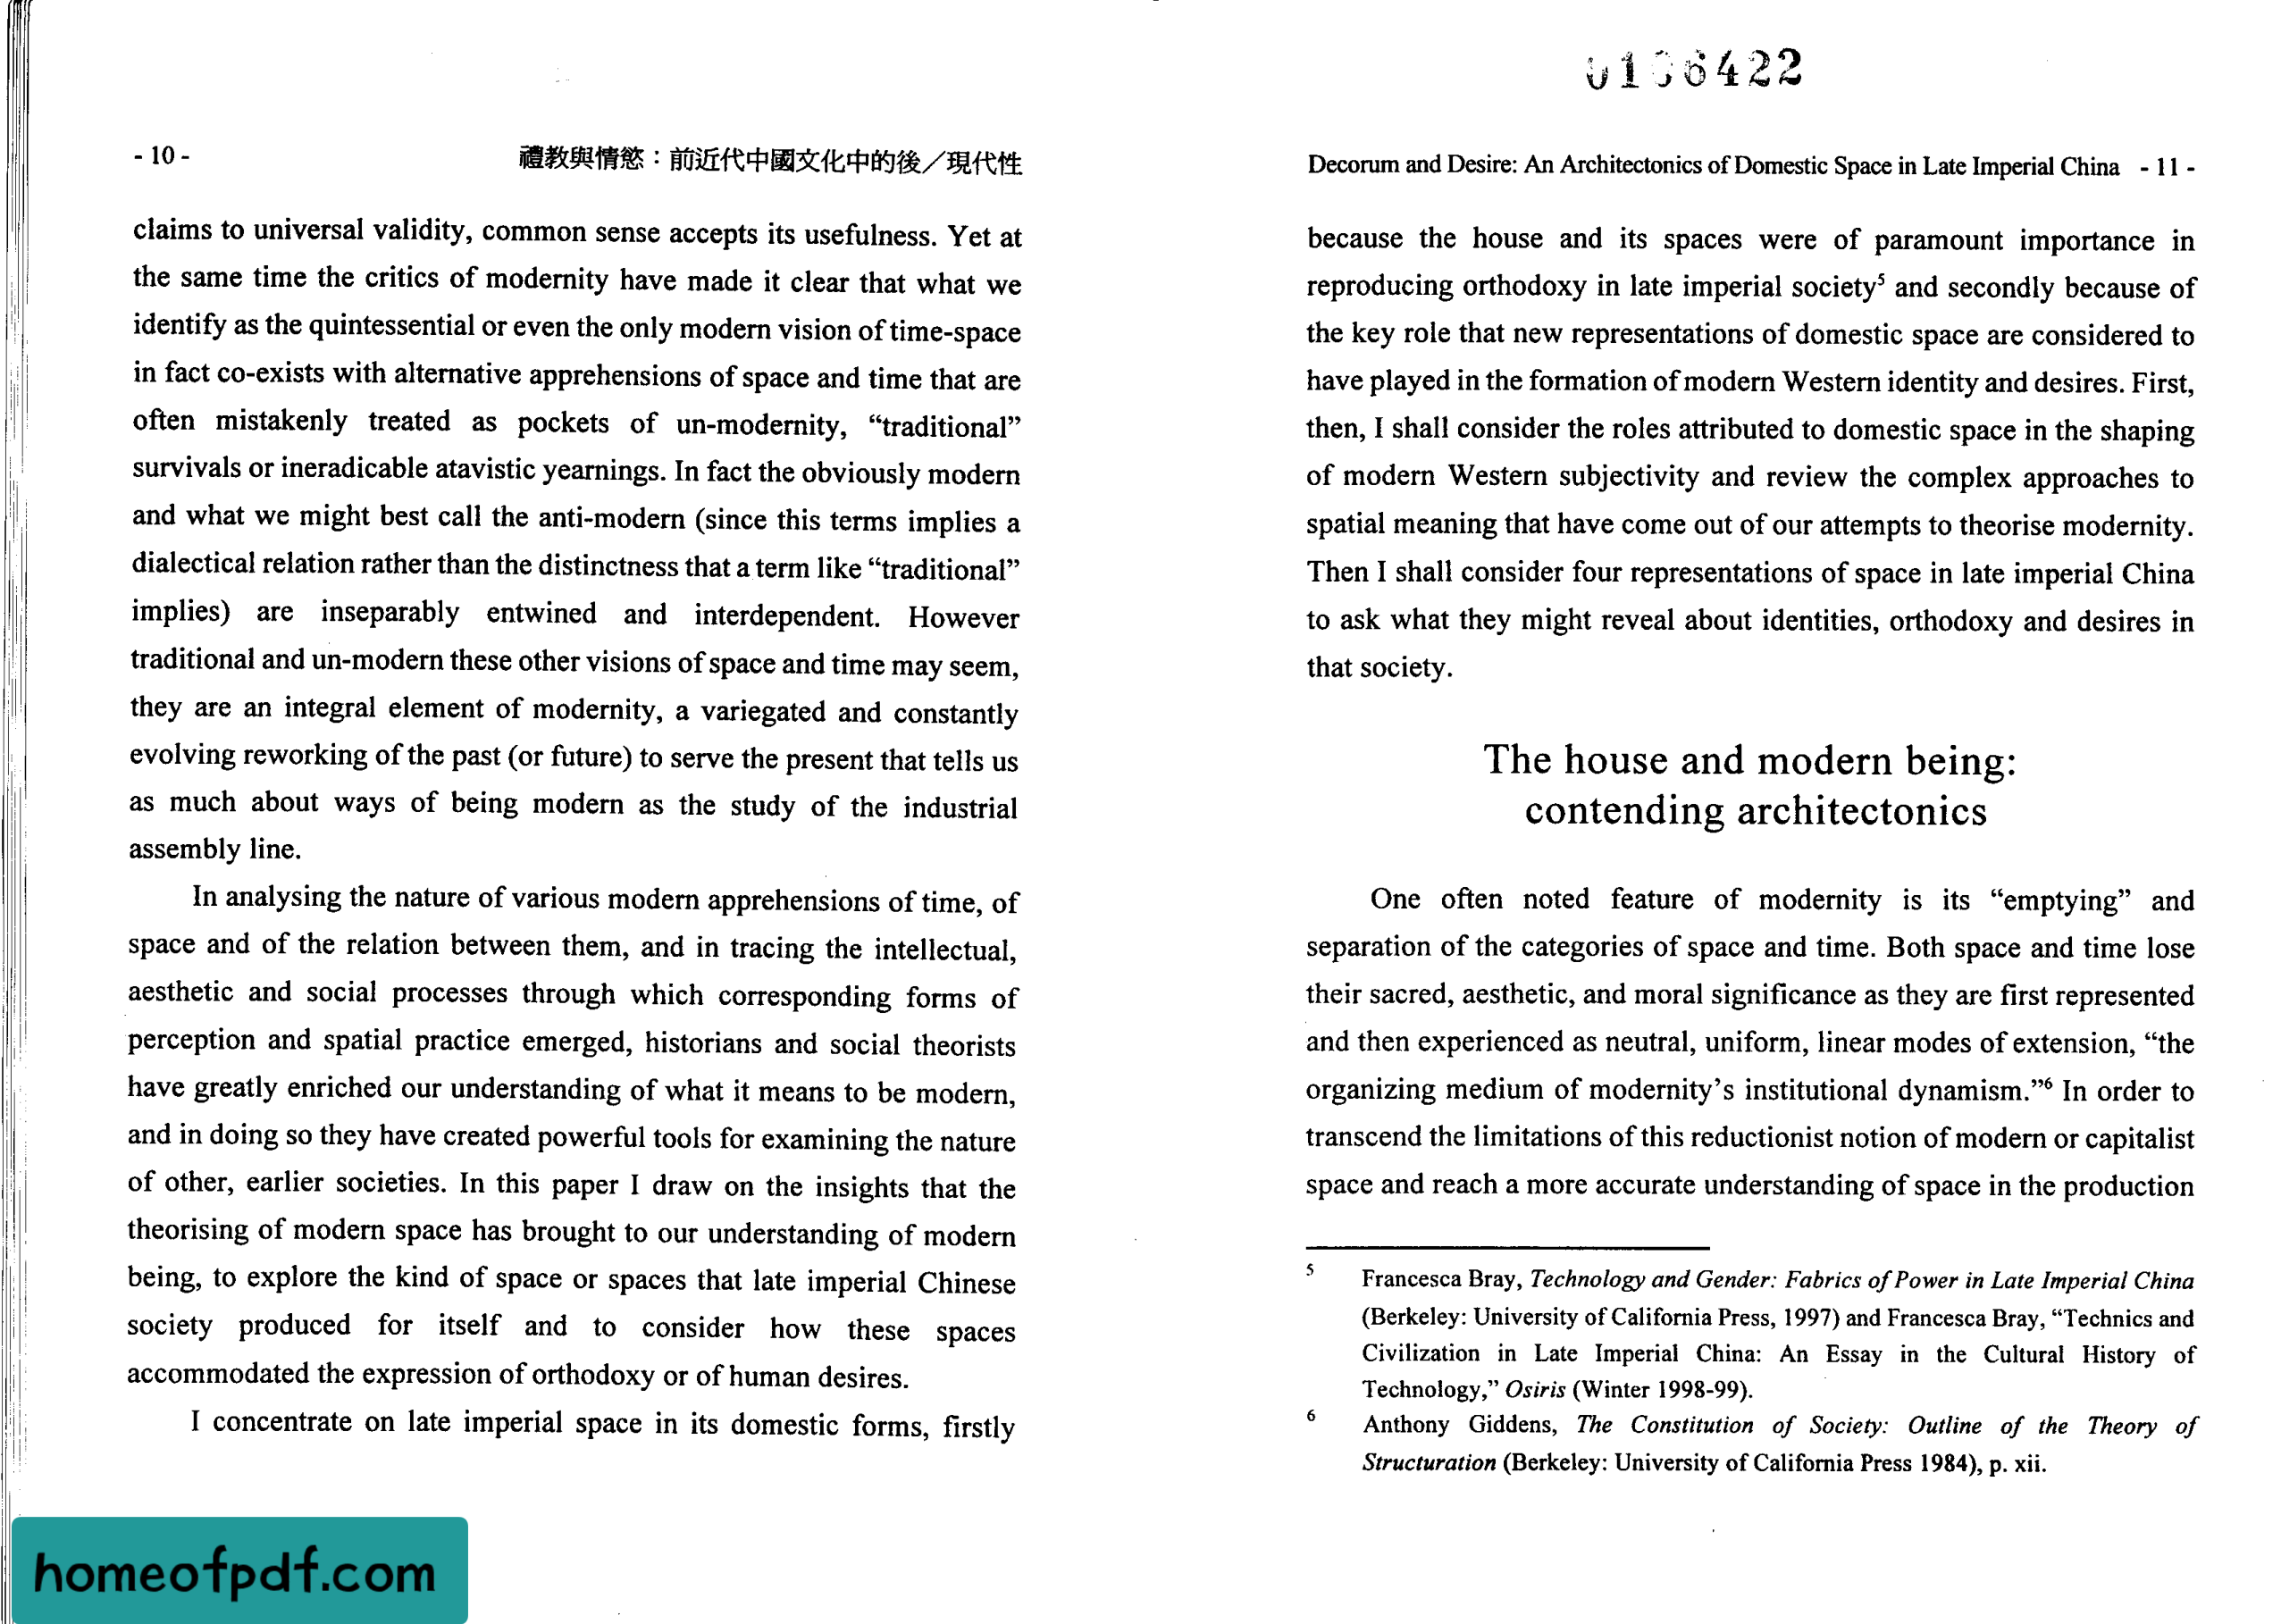 - 10 -
禮教與情慾：前近代中國文化中的後／現代性
claims to universal validity, common sense accepts its usefulness. Yet at
the same time the critics of modernity have made it clear that what we
identify as the quintessential or even the only modern vision of time-space
in fact co-exists with alternative apprehensions of space and time that are
often mistakenly treated as pockets of un-modernity, “traditional”
survivals or ineradicable atavistic yearnings. In fact the obviously modern
and what we might best call the anti-modern (since this terms implies a
dialectical relation rather than the distinctness that a term like “traditional”
implies) are inseparably entwined and interdependent. However
traditional and un-modern these other visions of space and time may seem,
they are an integral element of modernity, a variegated and constantly
evolving reworking of the past (or future) to serve the present that tells us
as much about ways of being modern as the study of the industrial
assembly line.
In analysing the nature of various modern apprehensions of time, of
space and of the relation between them, and in tracing the intellectual,
aesthetic and social processes through which corresponding forms of
perception and spatial practice emerged, historians and social theorists
have greatly enriched our understanding of what it means to be modern,
and in doing so they have created powerful tools for examining the nature
of other, earlier societies. In this paper I draw on the insights that the
theorising of modern space has brought to our understanding of modern
being, to explore the kind of space or spaces that late imperial Chinese
society produced for itself and to consider how these spaces
accommodated the expression of orthodoxy or of human desires.
I concentrate on late imperial space in its domestic forms, firstly
homeofpdf.com
Decorum and Desire: An Architectonics of Domestic Space in Late Imperial China - 11 -
because the house and its spaces were of paramount importance in
reproducing orthodoxy in late imperial society⁵ and secondly because of
the key role that new representations of domestic space are considered to
have played in the formation of modern Western identity and desires. First,
then, I shall consider the roles attributed to domestic space in the shaping
of modern Western subjectivity and review the complex approaches to
spatial meaning that have come out of our attempts to theorise modernity.
Then I shall consider four representations of space in late imperial China
to ask what they might reveal about identities, orthodoxy and desires in
that society.
The house and modern being:
contending architectonics
One often noted feature of modernity is its “emptying” and
separation of the categories of space and time. Both space and time lose
their sacred, aesthetic, and moral significance as they are first represented
and then experienced as neutral, uniform, linear modes of extension, “the
organizing medium of modernity’s institutional dynamism.”⁶ In order to
transcend the limitations of this reductionist notion of modern or capitalist
space and reach a more accurate understanding of space in the production
5 Francesca Bray, Technology and Gender: Fabrics of Power in Late Imperial China
(Berkeley: University of California Press, 1997) and Francesca Bray, “Technics and
Civilization in Late Imperial China: An Essay in the Cultural History of
Technology,” Osiris (Winter 1998-99).
6 Anthony Giddens, The Constitution of Society: Outline of the Theory of
Structuration (Berkeley: University of California Press 1984), p. xii.